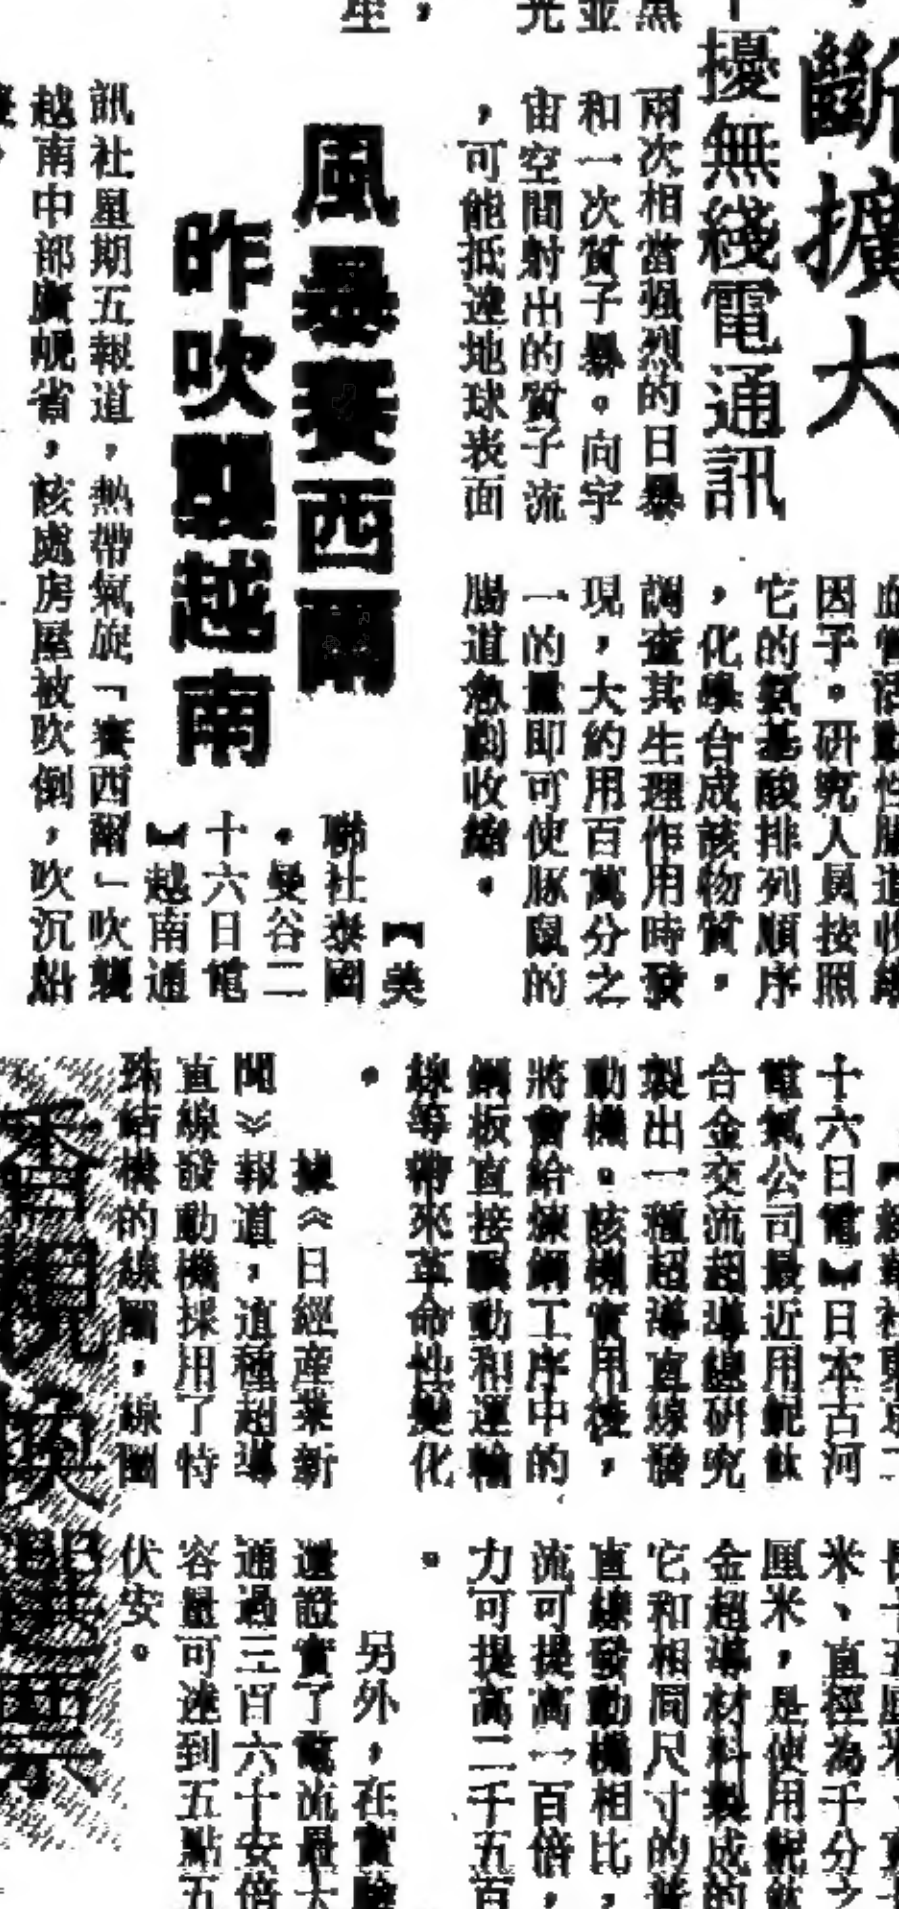 斷擴大
擾無綫電通訊
兩次相當强烈的日暴
和一次質子暴。向宇
宙空間射出的質子流
，可能抵達地球表面
因子。研究人員按照
它的氨基酸排列順序
，化學合成該物質，
調查其生理作用時發
現，大約用百萬分之
一的量即可使豚鼠的
腸道急劇收縮。
風暴賽西爾
昨吹襲越南
【美
聯社泰國
曼谷二
十六日電
】越南通
訊社星期五報道，熱帶氣旋「賽西爾」吹襲
越南中部廣峴省，該處房屋被吹倒，吹沉船
十六日電】日本古河
電氣公司最近用鈮鈦
合金交流超導線研究
製出一種超導直線發
動機。該機實用後，
將會給煉鋼工序中的
鋼板直接驅動和運輸
線等帶來革命性變化
。
據《日經產業新
聞》報道，這種超導
直線發動機採用了特
殊結構的線圈，線圈
米、直徑為千分之
厘米，是使用鈮鈦
金超導材料製成的
它和相同尺寸的普
直線發動機相比，
流可提高一百倍，
力可提高二千五百
。
另外，在實驗
還證實了電流最大
通過三百六十安倍
容量可達到五點五
伏安。